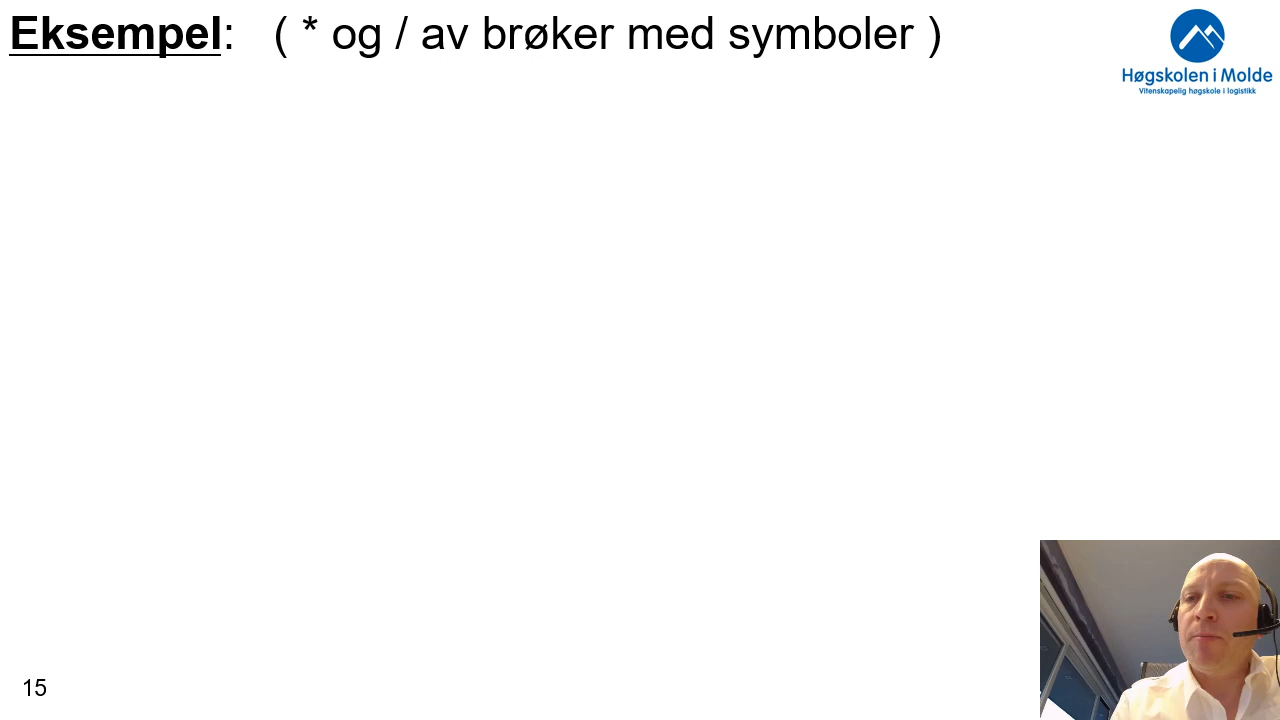 Eksempel: ( * og / av brøker med symboler )
Høgskolen i Molde
Vitenskapelig høgskole i logistikk
15